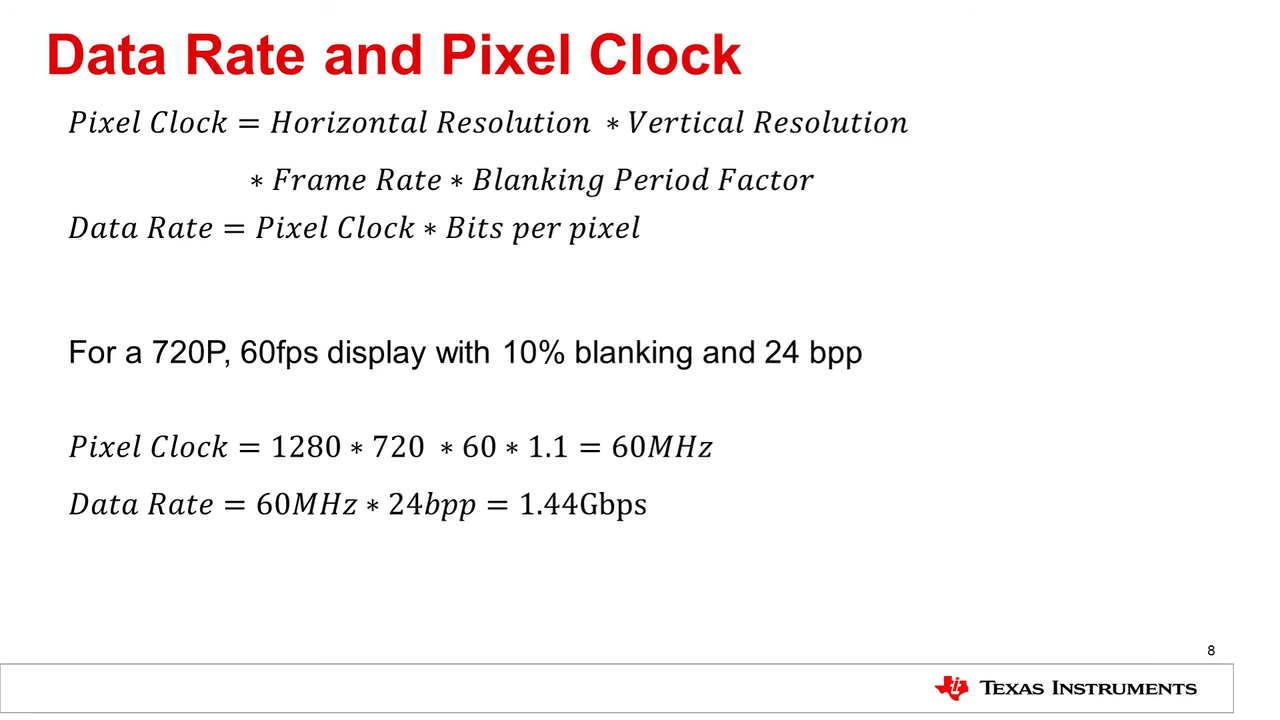 Data Rate and Pixel Clock
Pixel Clock = Horizontal Resolution ∗ Vertical Resolution
∗ Frame Rate ∗ Blanking Period Factor
Data Rate = Pixel Clock ∗ Bits per pixel
For a 720P, 60fps display with 10% blanking and 24 bpp
Pixel Clock = 1280 ∗ 720 ∗ 60 ∗ 1.1 = 60MHz
Data Rate = 60MHz ∗ 24bpp = 1.44Gbps
8
Texas Instruments